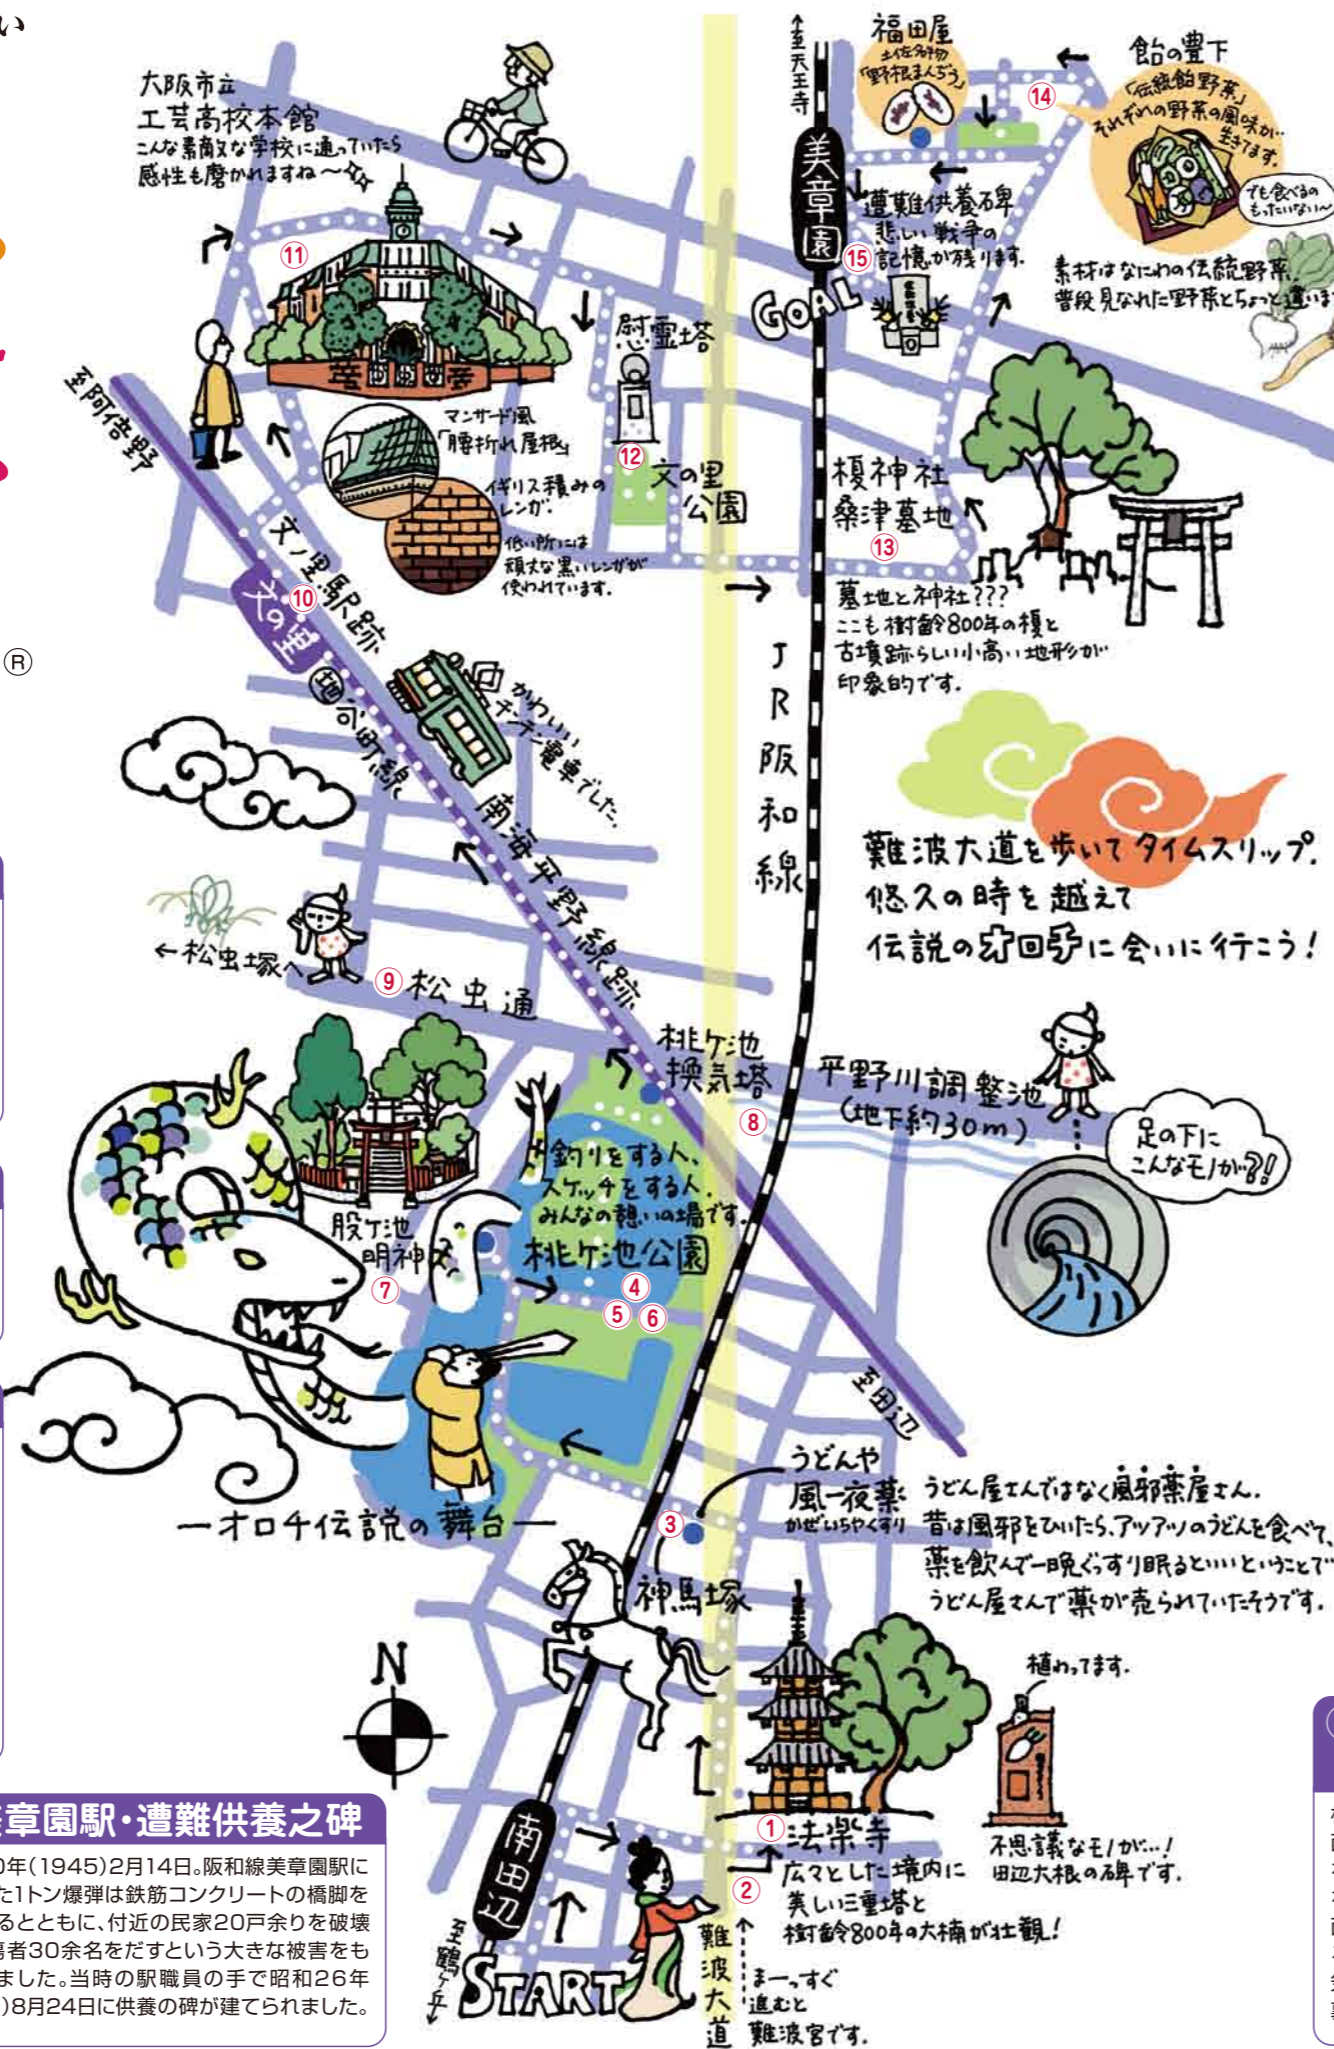 い
大阪市立
工芸高校本館
こんな素敵な学校に通っていたら
感性も磨かれますね〜
↑至天王寺
福田屋
土佐名物
「野根まんぢう」
飴の豊下
「伝統飴野菜」
それぞれの野菜の風味が
生きてます。
でも食べるの
もったいない〜
素材はなにわの伝統野菜
普段見なれた野菜とちょっと違います
⑭
美章園
遭難供養碑
悲しい戦争の
記憶が残ります。
⑮
GOAL
⑪
慰霊塔
⑫
文の里
公園
至阿倍野
マンサード風
「腰折れ屋根」
イギリス積みの
レンガ。
低い所には
頑丈な黒いレンガが
使われています。
榎神社
桑津墓地
⑬
墓地と神社???
ここも樹齢800年の榎と
古墳跡らしい小高い地形が
印象的です。
文ノ里駅跡
⑩
文の里
地
谷町線
®
かわいい
チンチン電車でした。
南海平野線跡
JR阪和線
難波大道を歩いてタイムスリップ。
悠久の時を越えて
伝説のオロチに会いに行こう!
←松虫塚へ
⑨松虫通
桃ケ池
換気塔
⑧
平野川調整池
(地下約30m)
足の下に
こんなモノが?!
釣りをする人、
スケッチをする人。
みんなの憩いの場です。
桃ケ池公園
④
⑤
⑥
股ケ池
明神
⑦
至田辺
ーオロチ伝説の舞台ー
うどんや
風一夜薬
かぜいちやくすり
うどん屋さんではなく風邪薬屋さん。
昔は風邪をひいたら、アツアツのうどんを食べて、
薬を飲んで一晩ぐっすり眠るといいということで
うどん屋さんで薬が売られていたそうです。
③
神馬塚
N
植わってます。
不思議なモノが…!
田辺大根の碑です。
①法楽寺
広々とした境内に
美しい三重塔と
樹齢800年の大楠が壮観!
②
南田辺
至鶴ケ丘
START
難波大道
まーっすぐ
進むと
難波宮です。
章園駅・遭難供養之碑
0年(1945)2月14日。阪和線美章園駅に
た1トン爆弾は鉄筋コンクリートの橋脚を
るとともに、付近の民家20戸余りを破壊
傷者30余名をだすという大きな被害をも
ました。当時の駅職員の手で昭和26年
)8月24日に供養の碑が建てられました。